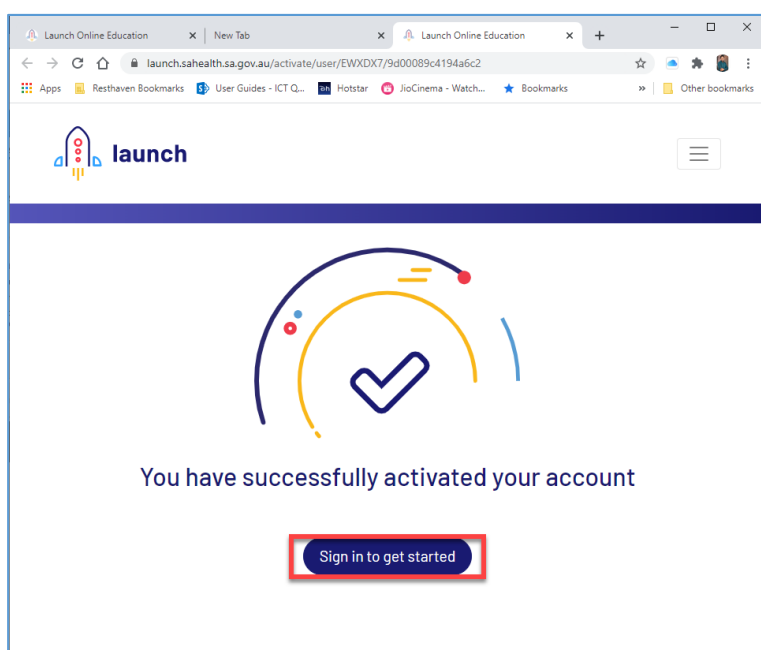 Launch Online Education
New Tab
Launch Online Education
launch.sahealth.sa.gov.au/activate/user/EWXDX7/9d00089c4194a6c2
Apps
Resthaven Bookmarks
User Guides - ICT Q...
Hotstar
JioCinema - Watch...
Bookmarks
»
Other bookmarks
launch
You have successfully activated your account
Sign in to get started